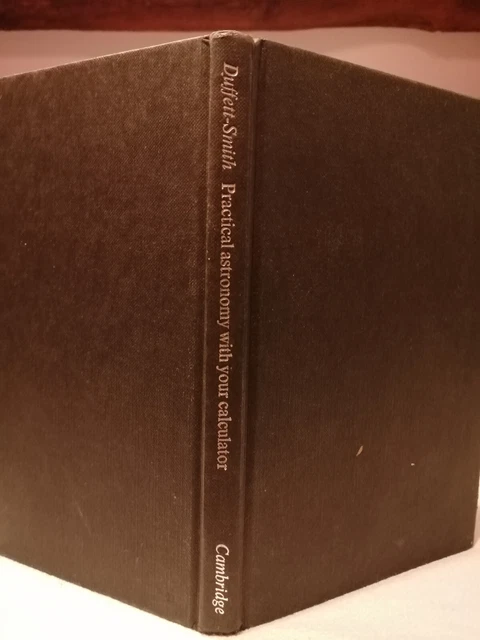 Duffett-Smith Practical astronomy with your calculator Cambridge